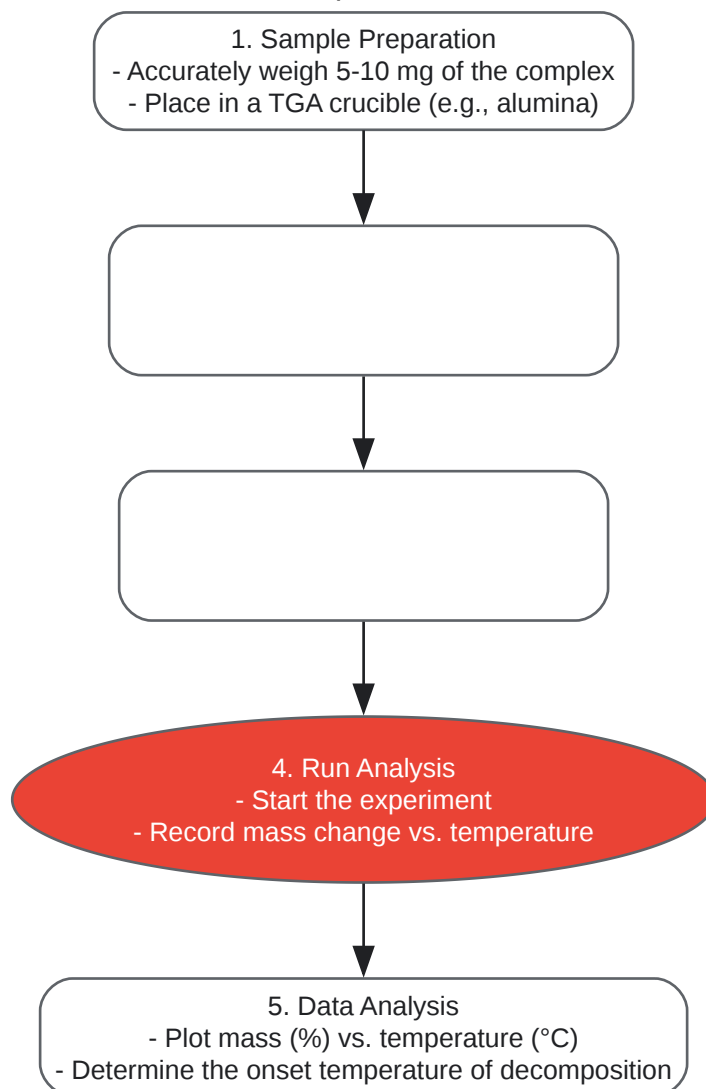 1. Sample Preparation
- Accurately weigh 5-10 mg of the complex
- Place in a TGA crucible (e.g., alumina)
4. Run Analysis
- Start the experiment
- Record mass change vs. temperature
5. Data Analysis
- Plot mass (%) vs. temperature (°C)
- Determine the onset temperature of decomposition